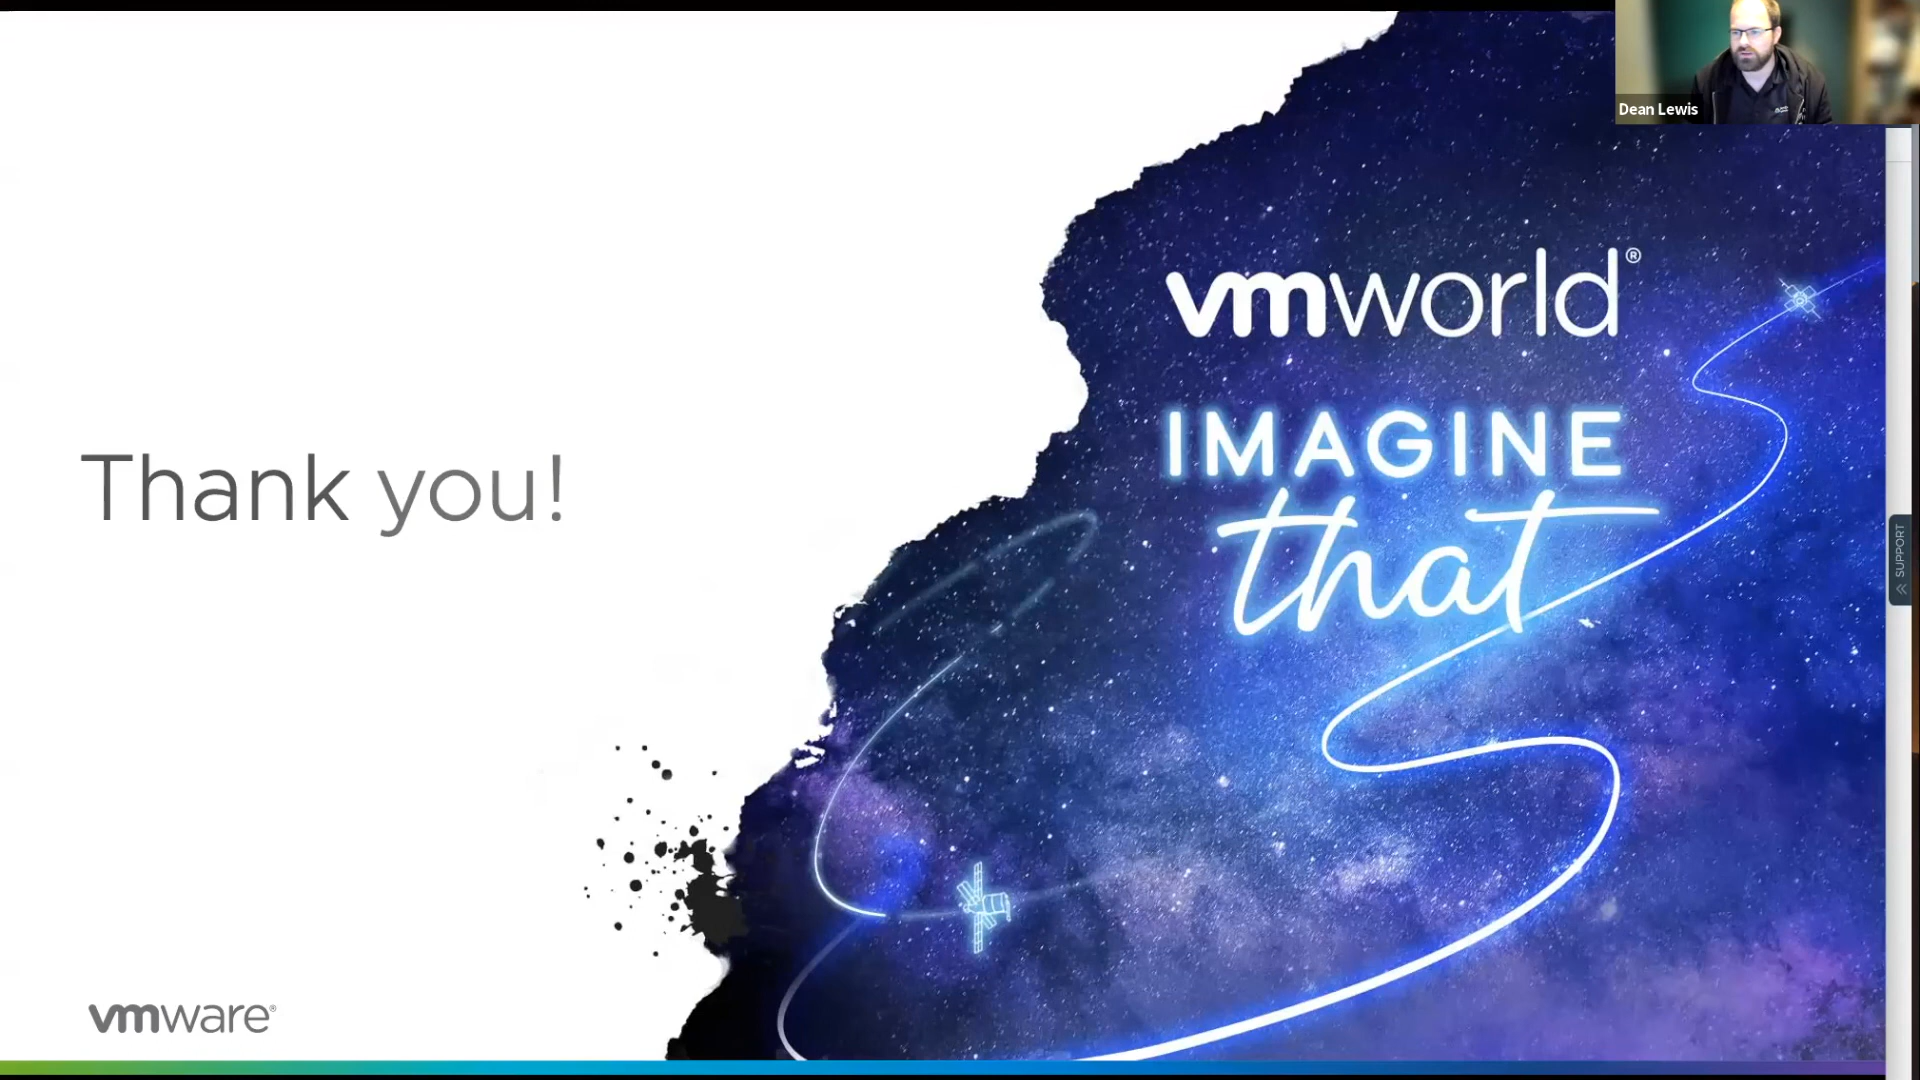 Dean Lewis
vmworld®
IMAGINE
that
Thank you!
SUPPORT
vmware®